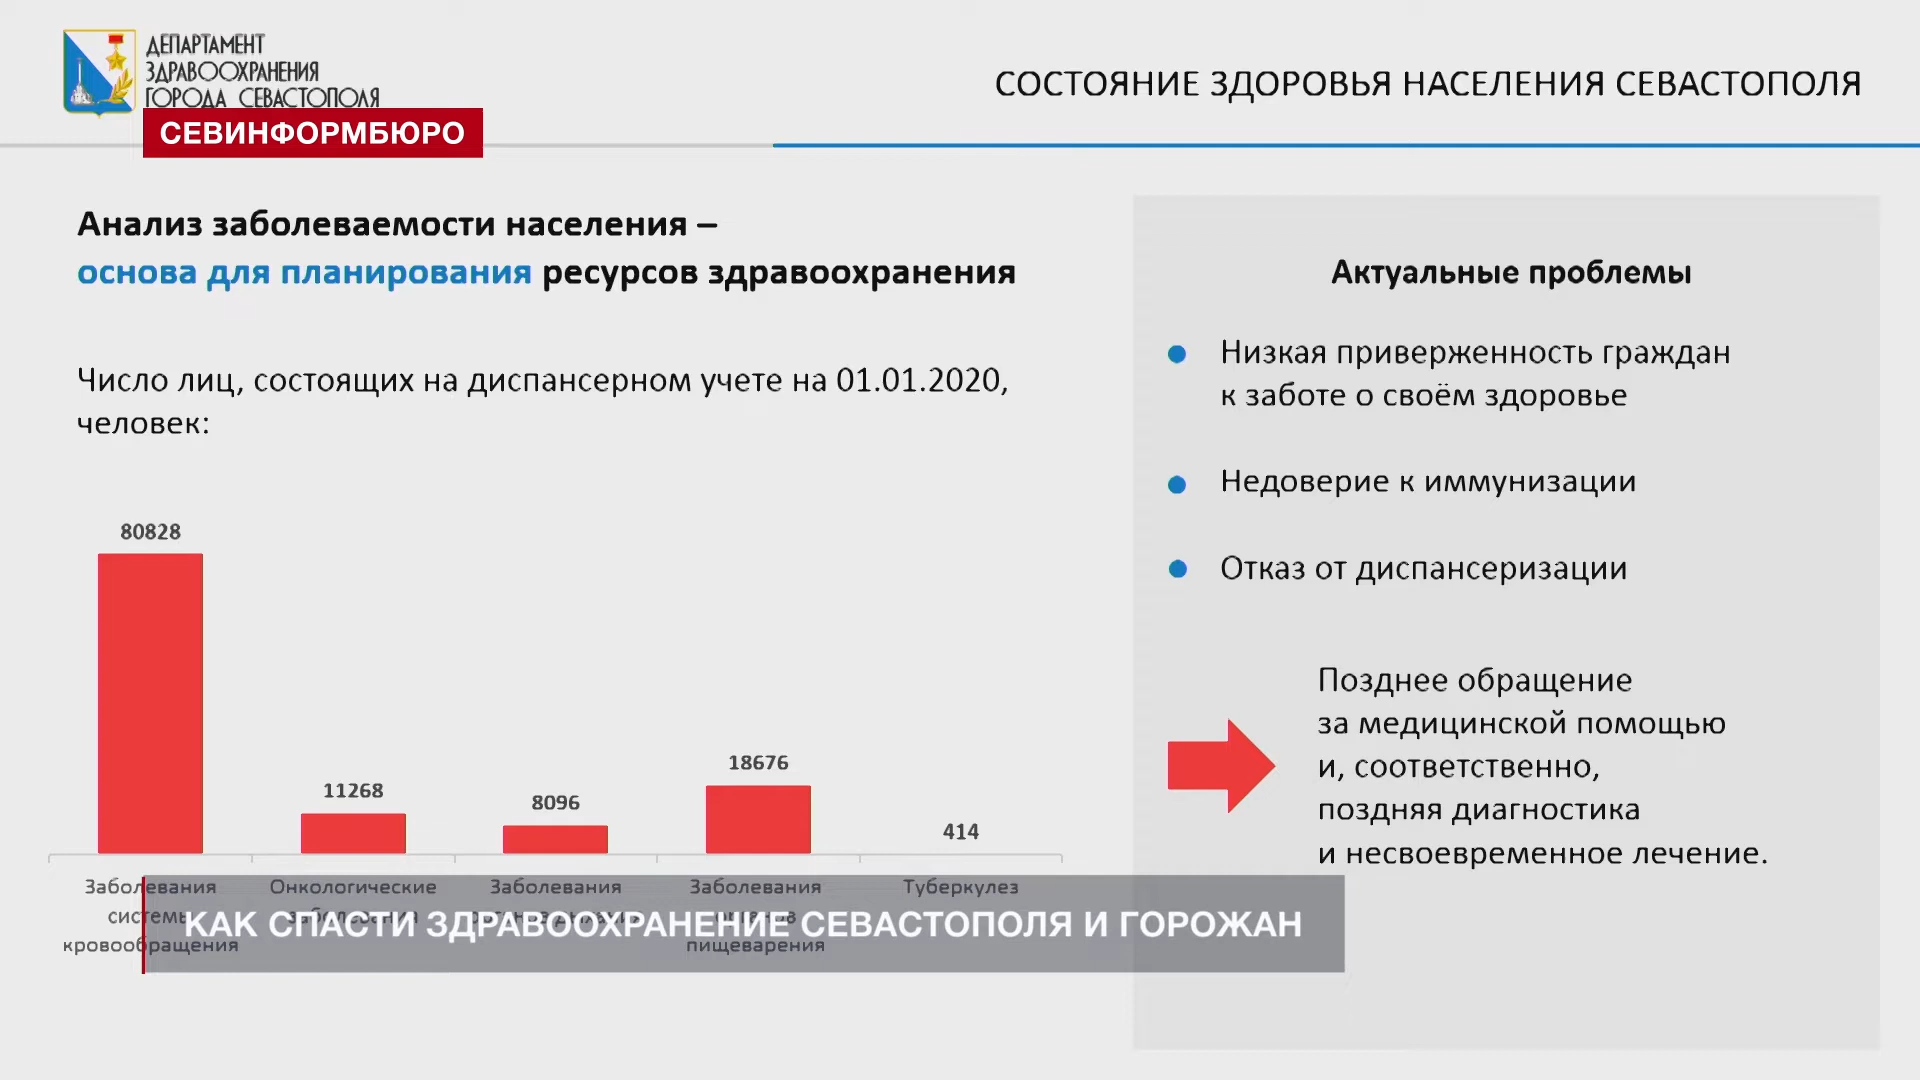 ДЕПАРТАМЕНТ
ЗДРАВООХРАНЕНИЯ
ГОРОДА СЕВАСТОПОЛЯ
СЕВИНФОРМБЮРО
СОСТОЯНИЕ ЗДОРОВЬЯ НАСЕЛЕНИЯ СЕВАСТОПОЛЯ
Анализ заболеваемости населения –
основа для планирования ресурсов здравоохранения
Число лиц, состоящих на диспансерном учете на 01.01.2020,
человек:
80828
11268
8096
18676
414
Заболевания
системы
кровообращения
Онкологические
заболевания
Заболевания
Заболевания
органов
пищеварения
Туберкулез
КАК СПАСТИ ЗДРАВООХРАНЕНИЕ СЕВАСТОПОЛЯ И ГОРОЖАН
Актуальные проблемы
Низкая приверженность граждан
к заботе о своём здоровье
Недоверие к иммунизации
Отказ от диспансеризации
Позднее обращение
за медицинской помощью
и, соответственно,
поздняя диагностика
и несвоевременное лечение.